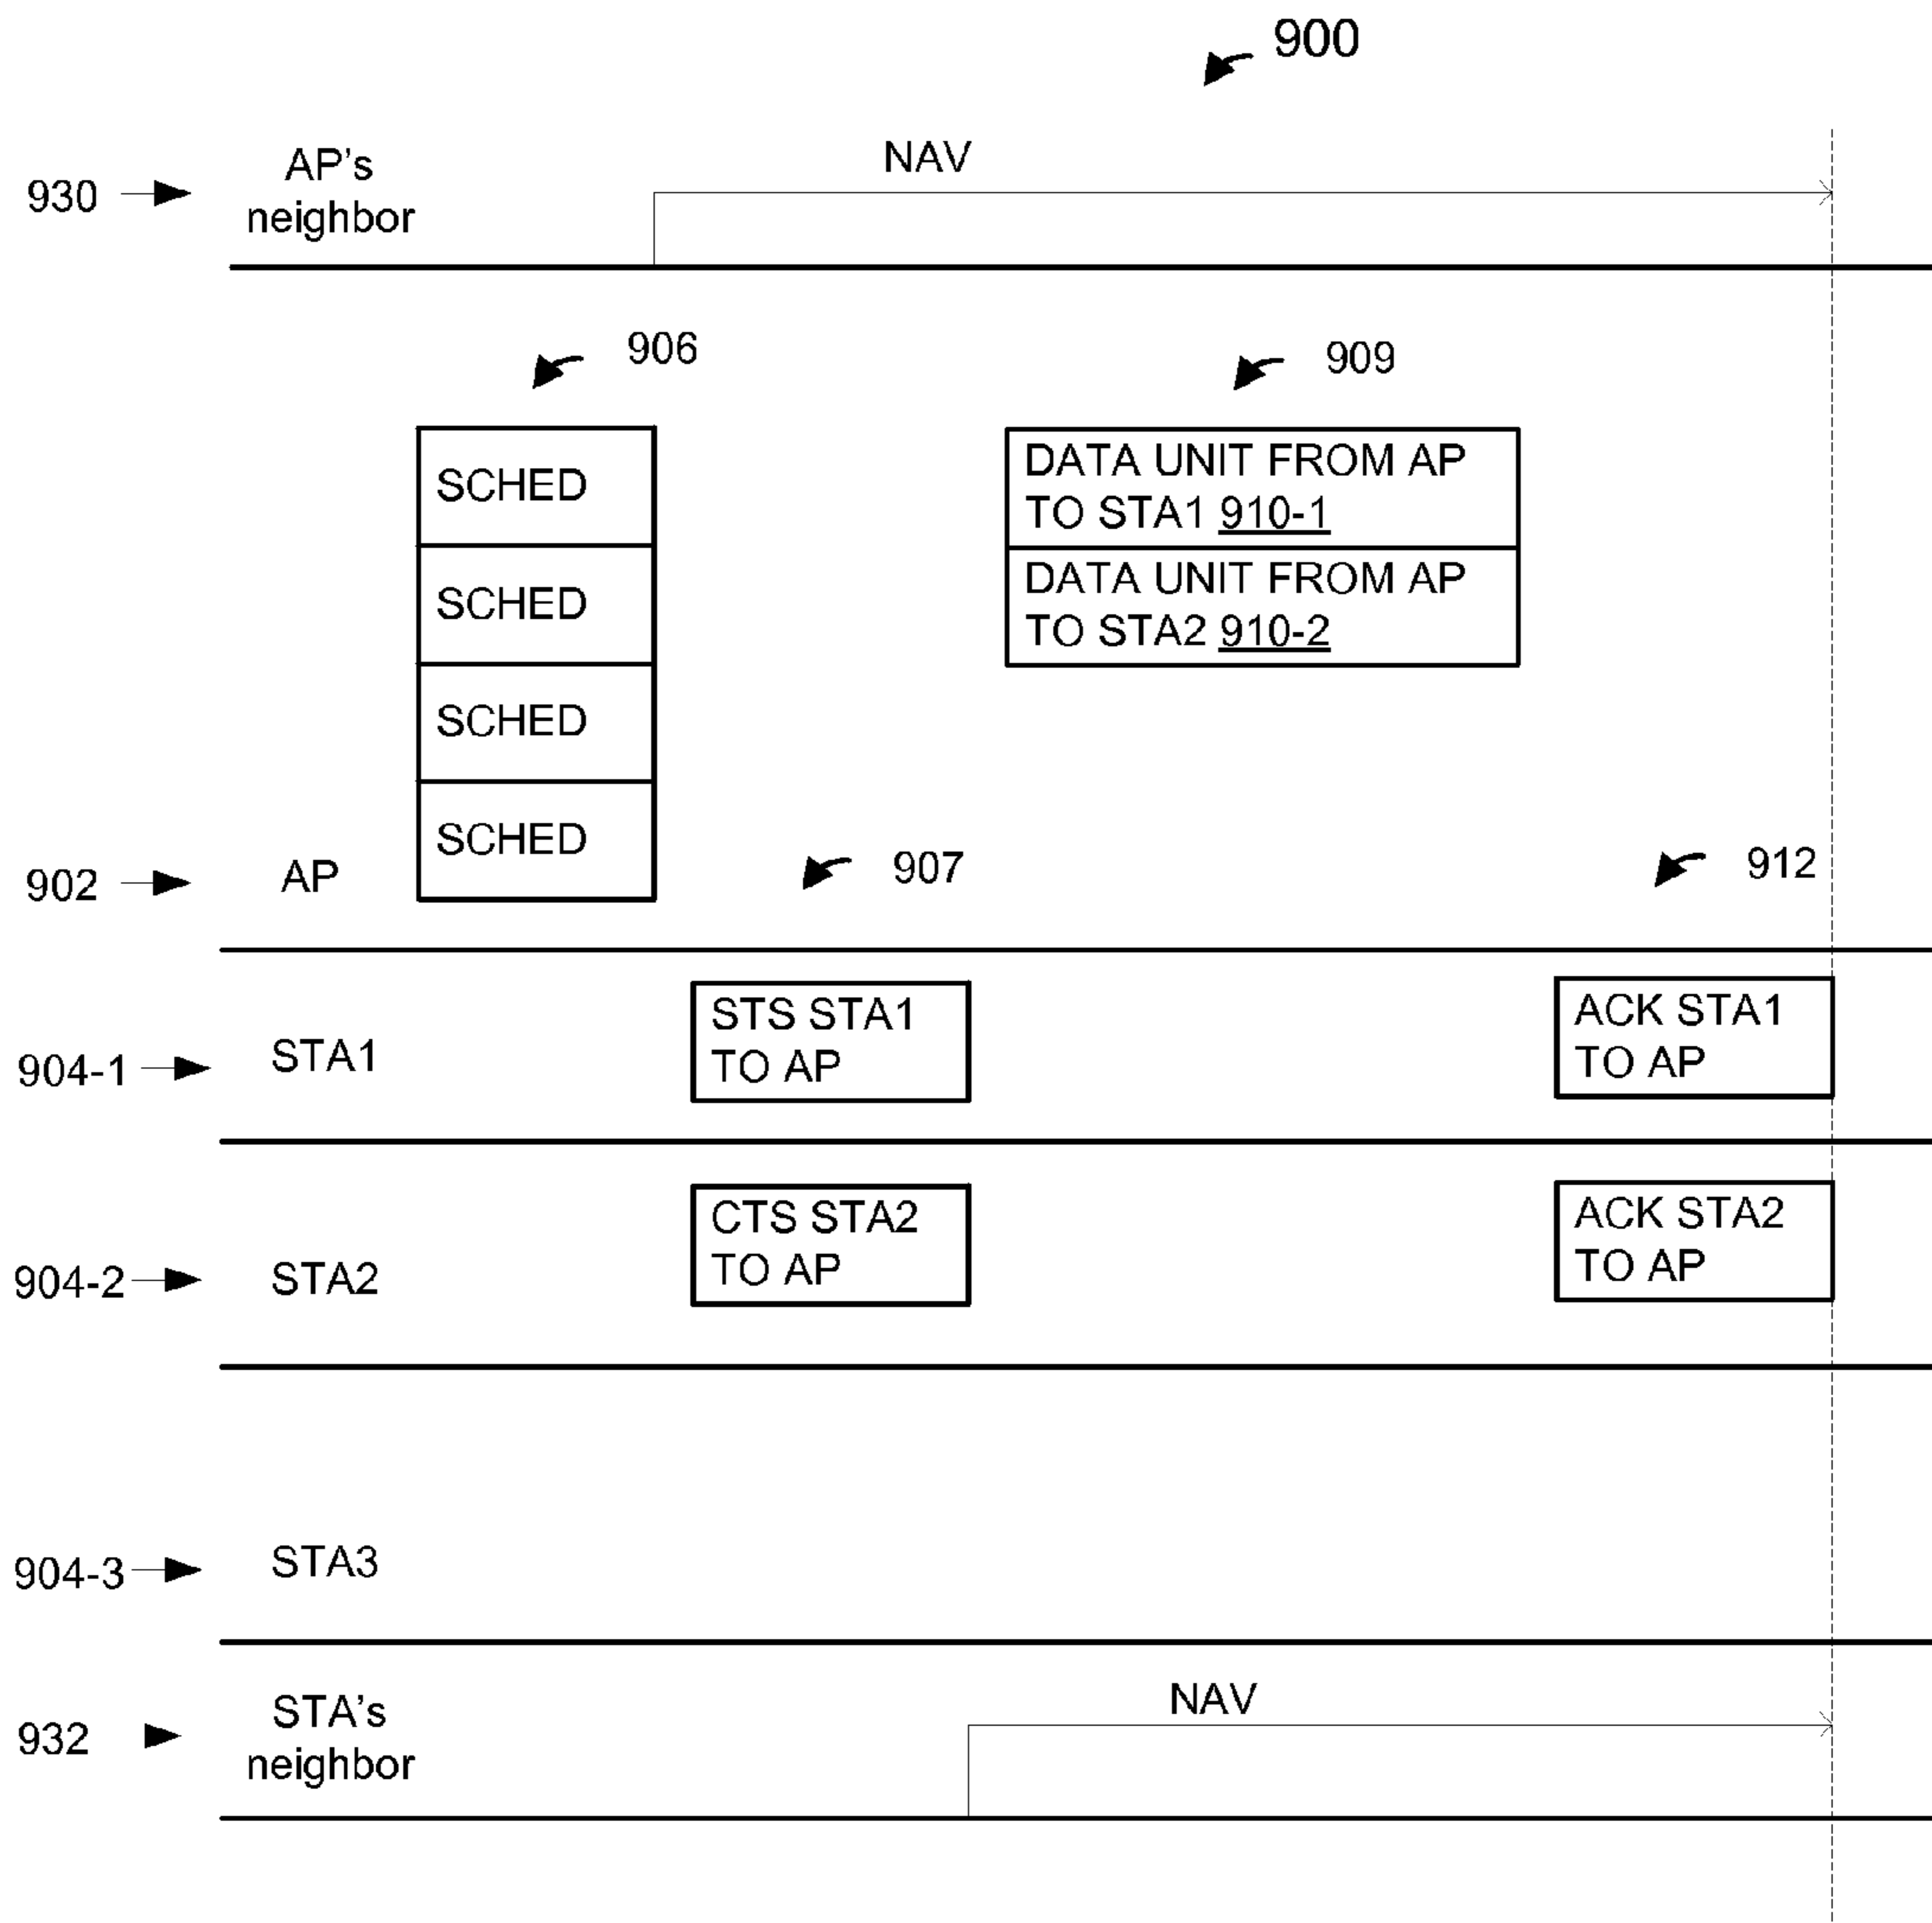 900
NAV
AP's
neighbor
930
906
909
SCHED
SCHED
SCHED
SCHED
DATA UNIT FROM AP
TO STA1 910-1
DATA UNIT FROM AP
TO STA2 910-2
902
AP
907
912
STS STA1
TO AP
ACK STA1
TO AP
904-1
STA1
CTS STA2
TO AP
ACK STA2
TO AP
904-2
STA2
904-3
STA3
NAV
STA's
neighbor
932